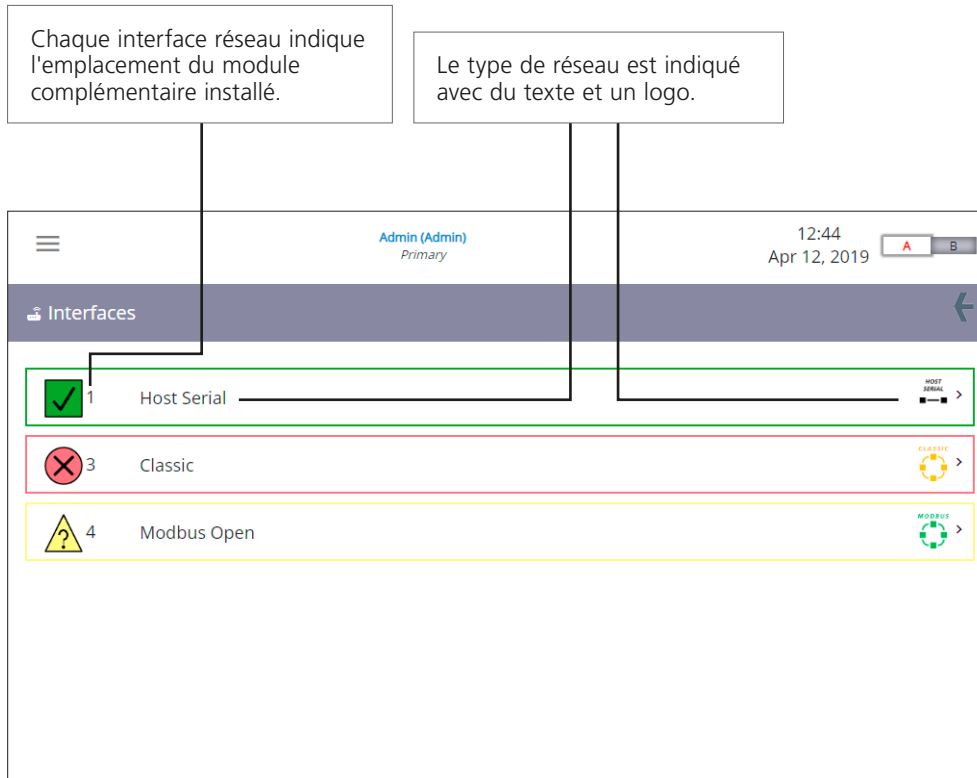 Chaque interface réseau indique
l'emplacement du module
complémentaire installé.
Le type de réseau est indiqué
avec du texte et un logo.
Admin (Admin)
Primary
12:44
Apr 12, 2019
A B
Interfaces
1 Host Serial HOST SERIAL
3 Classic CLASSIC
4 Modbus Open MODBUS